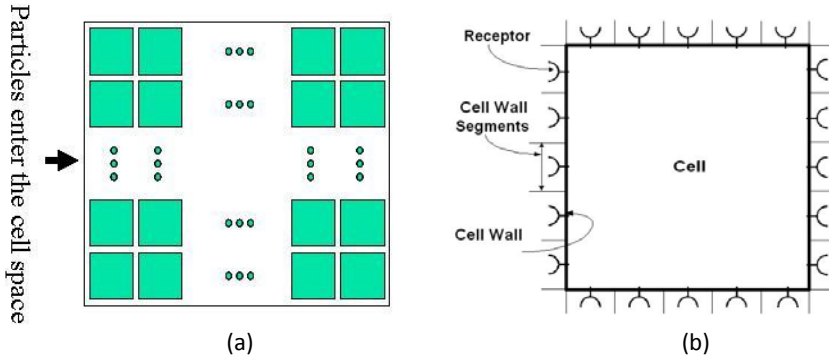 Particles enter the cell space
Receptor
Cell Wall
Segments
Cell
Cell Wall
(a)
(b)